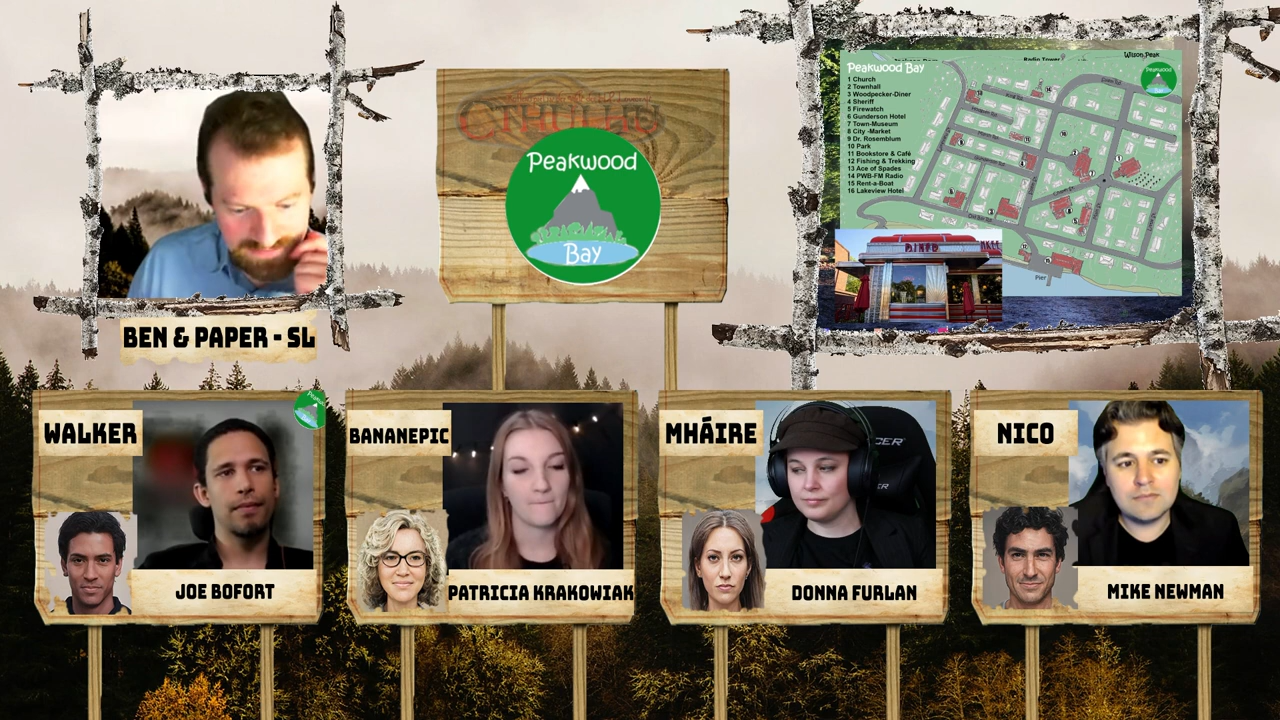 CTHULHU
Peakwood
Bay
BEN & PAPER - SL
Wilson Peak
Radio Tower
Peakwood Bay
1 Church
2 Townhall
3 Woodpecker-Diner
4 Sheriff
5 Firewatch
6 Gunderson Hotel
7 Town-Museum
8 City -Market
9 Dr. Rosemblum
10 Park
11 Bookstore & Café
12 Fishing & Trekking
13 Ace of Spades
14 PWB-FM Radio
15 Rent-a-Boat
16 Lakeview Hotel
Pier
DINER
WALKER
JOE BOFORT
BANANEPIC
PATRICIA KRAKOWIAK
MHÁIRE
DONNA FURLAN
NICO
MIKE NEWMAN